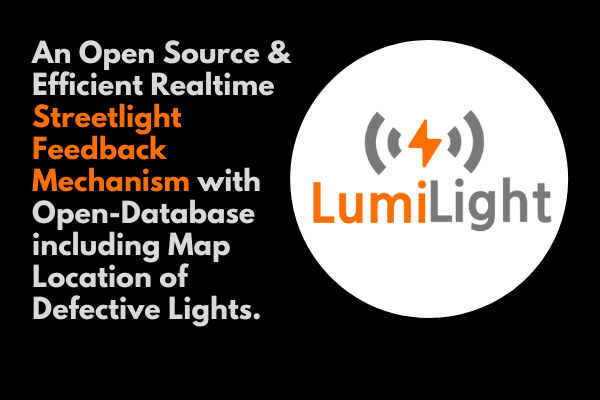 An Open Source &
Efficient Realtime
Streetlight
Feedback
Mechanism with
Open-Database
including Map
Location of
Defective Lights.
LumiLight